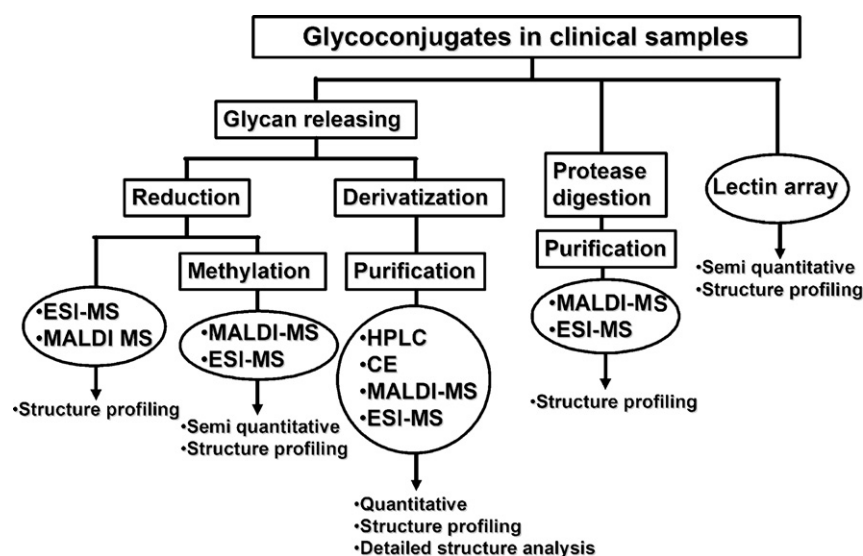 Glycoconjugates in clinical samples
Glycan releasing
Reduction
Derivatization
Protease
digestion
Lectin array
Methylation
Purification
Purification
•Semi quantitative
•Structure profiling
•ESI-MS
•MALDI MS
•MALDI-MS
•ESI-MS
•HPLC
•CE
•MALDI-MS
•ESI-MS
•MALDI-MS
•ESI-MS
•Structure profiling
•Semi quantitative
•Structure profiling
•Structure profiling
•Quantitative
•Structure profiling
•Detailed structure analysis